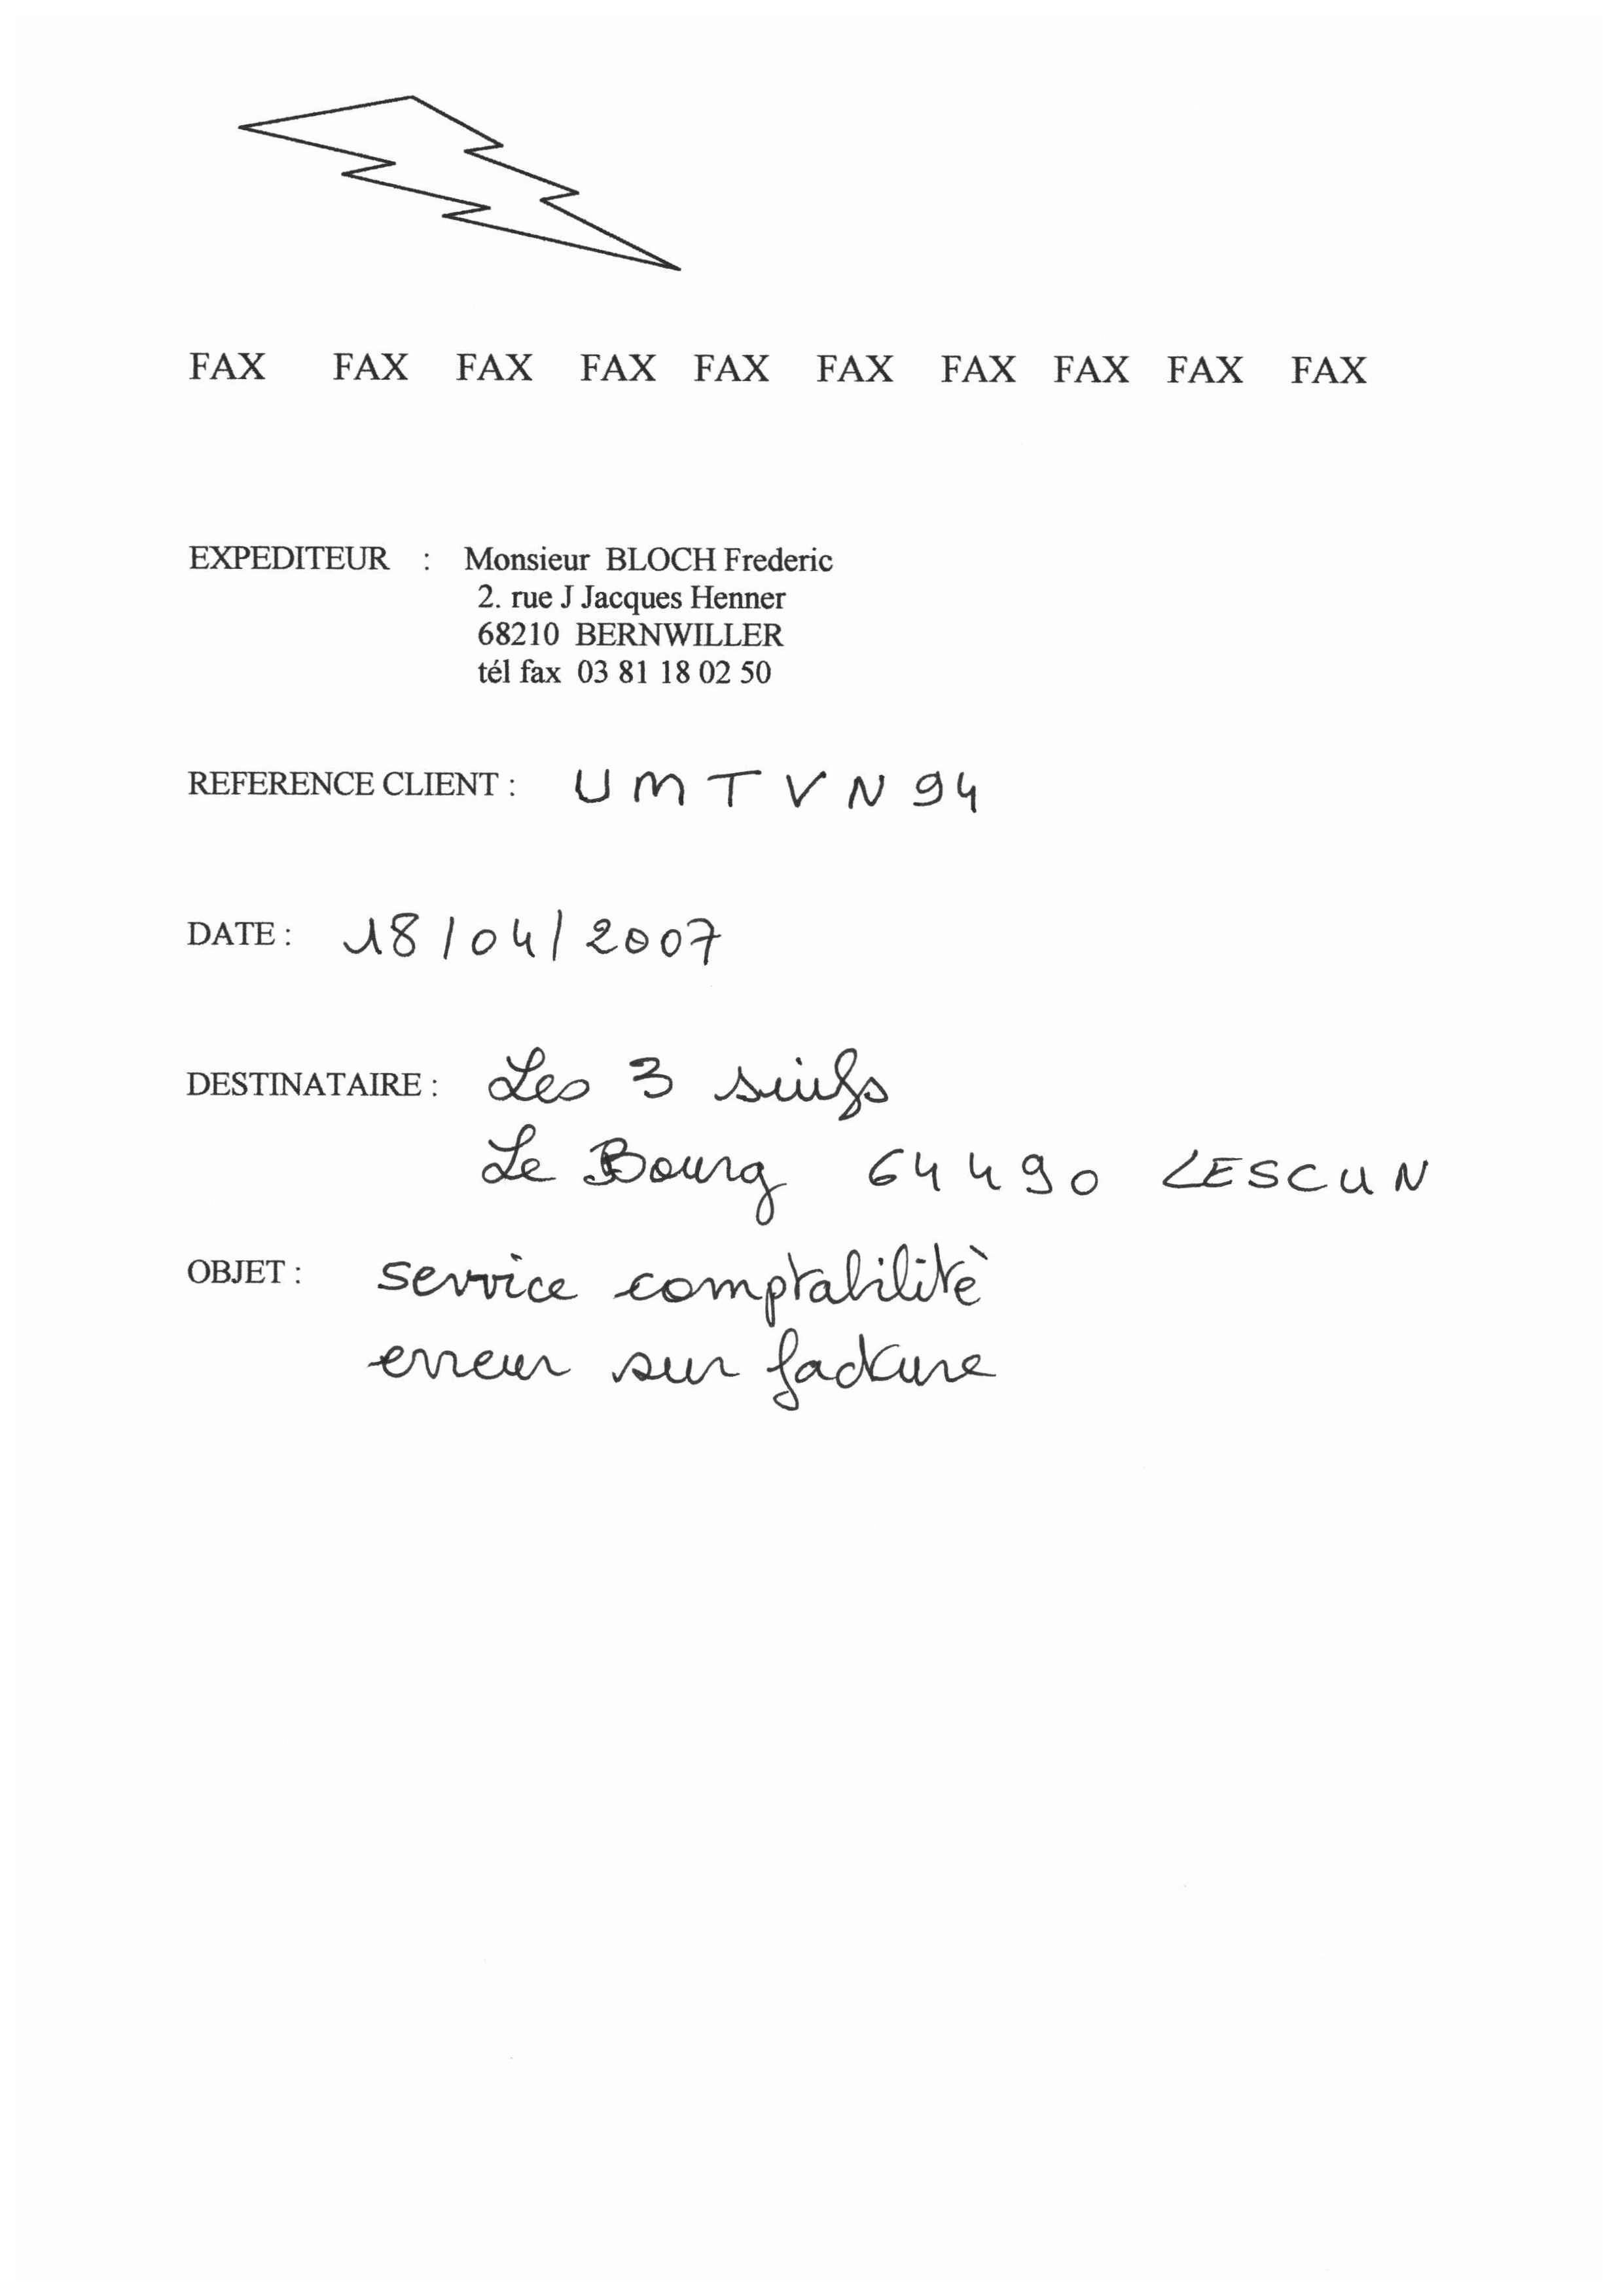 FAX FAX FAX FAX FAX FAX FAX FAX FAX FAX
EXPEDITEUR : Monsieur BLOCH Frederic
2. rue J Jacques Henner
68210 BERNWILLER
tél fax 03 81 18 02 50
REFERENCE CLIENT : UMTVN94
DATE : 18/04/2007
DESTINATAIRE : Les 3
Le Bourg 64490 LESCUN
OBJET : service comptabilité
erreur sur facture